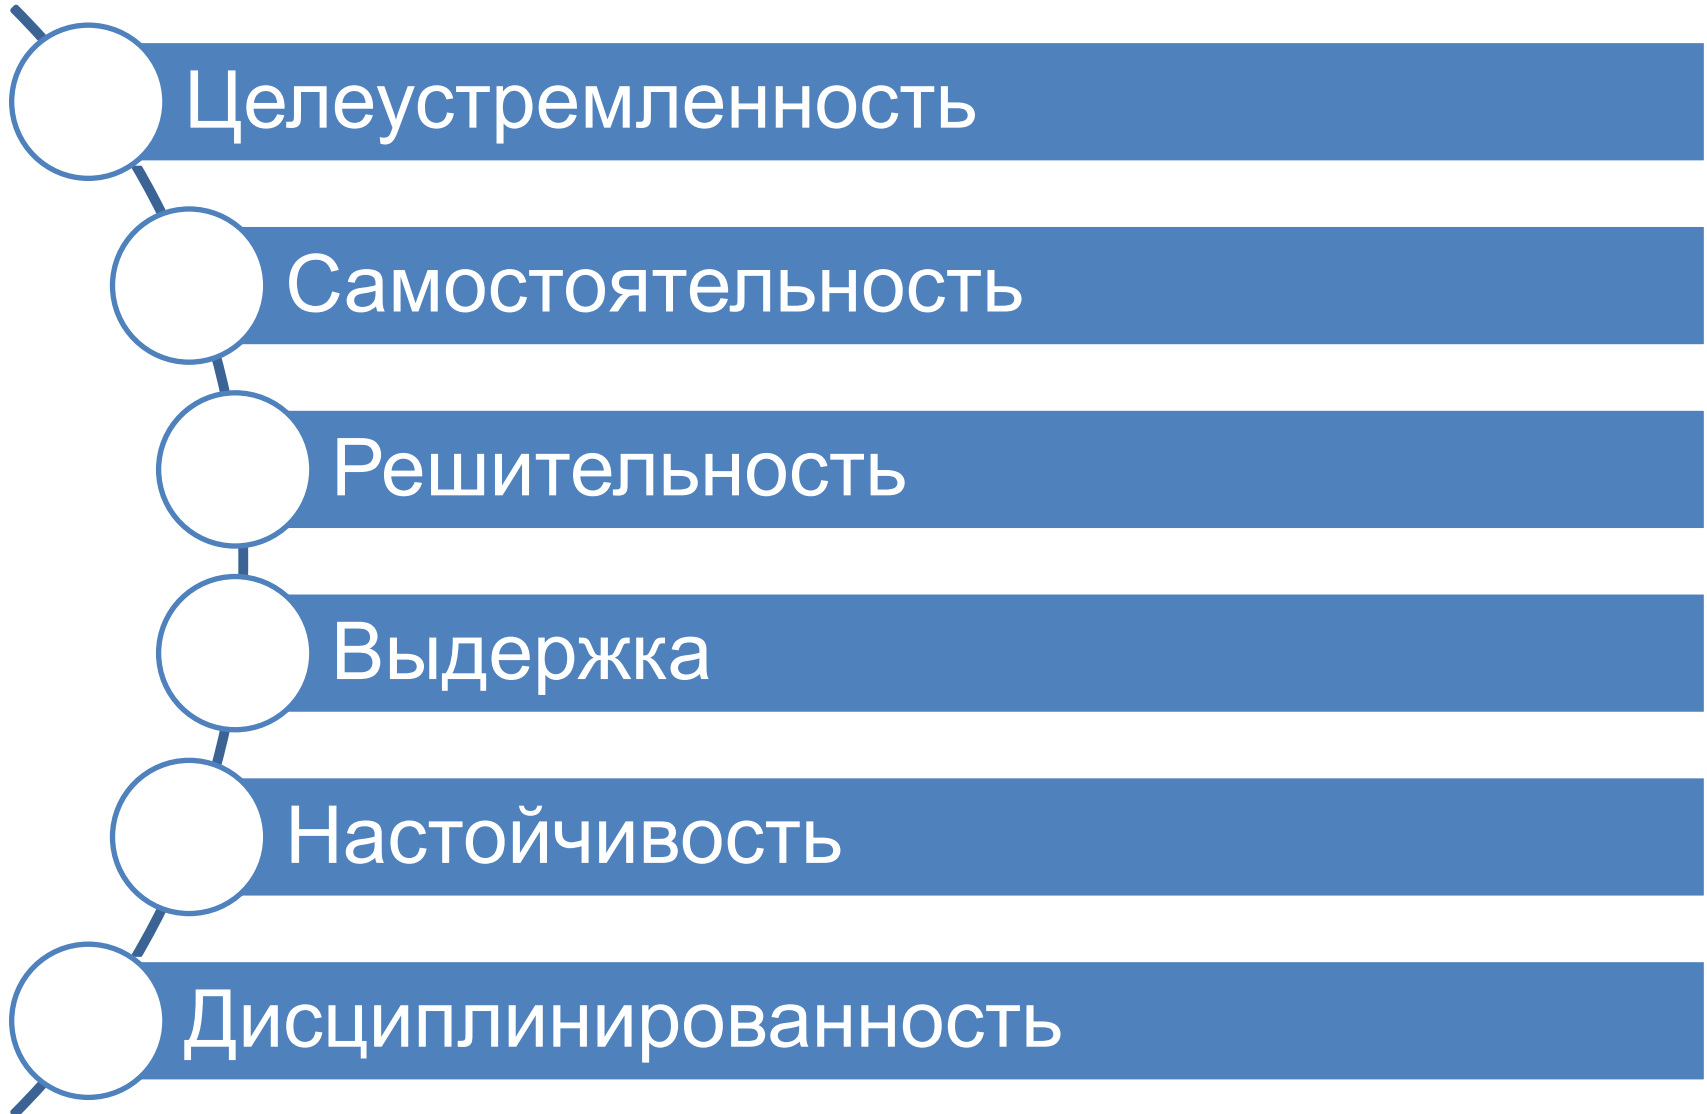 Целеустремленность
Самостоятельность
Решительность
Выдержка
Настойчивость
Дисциплинированность